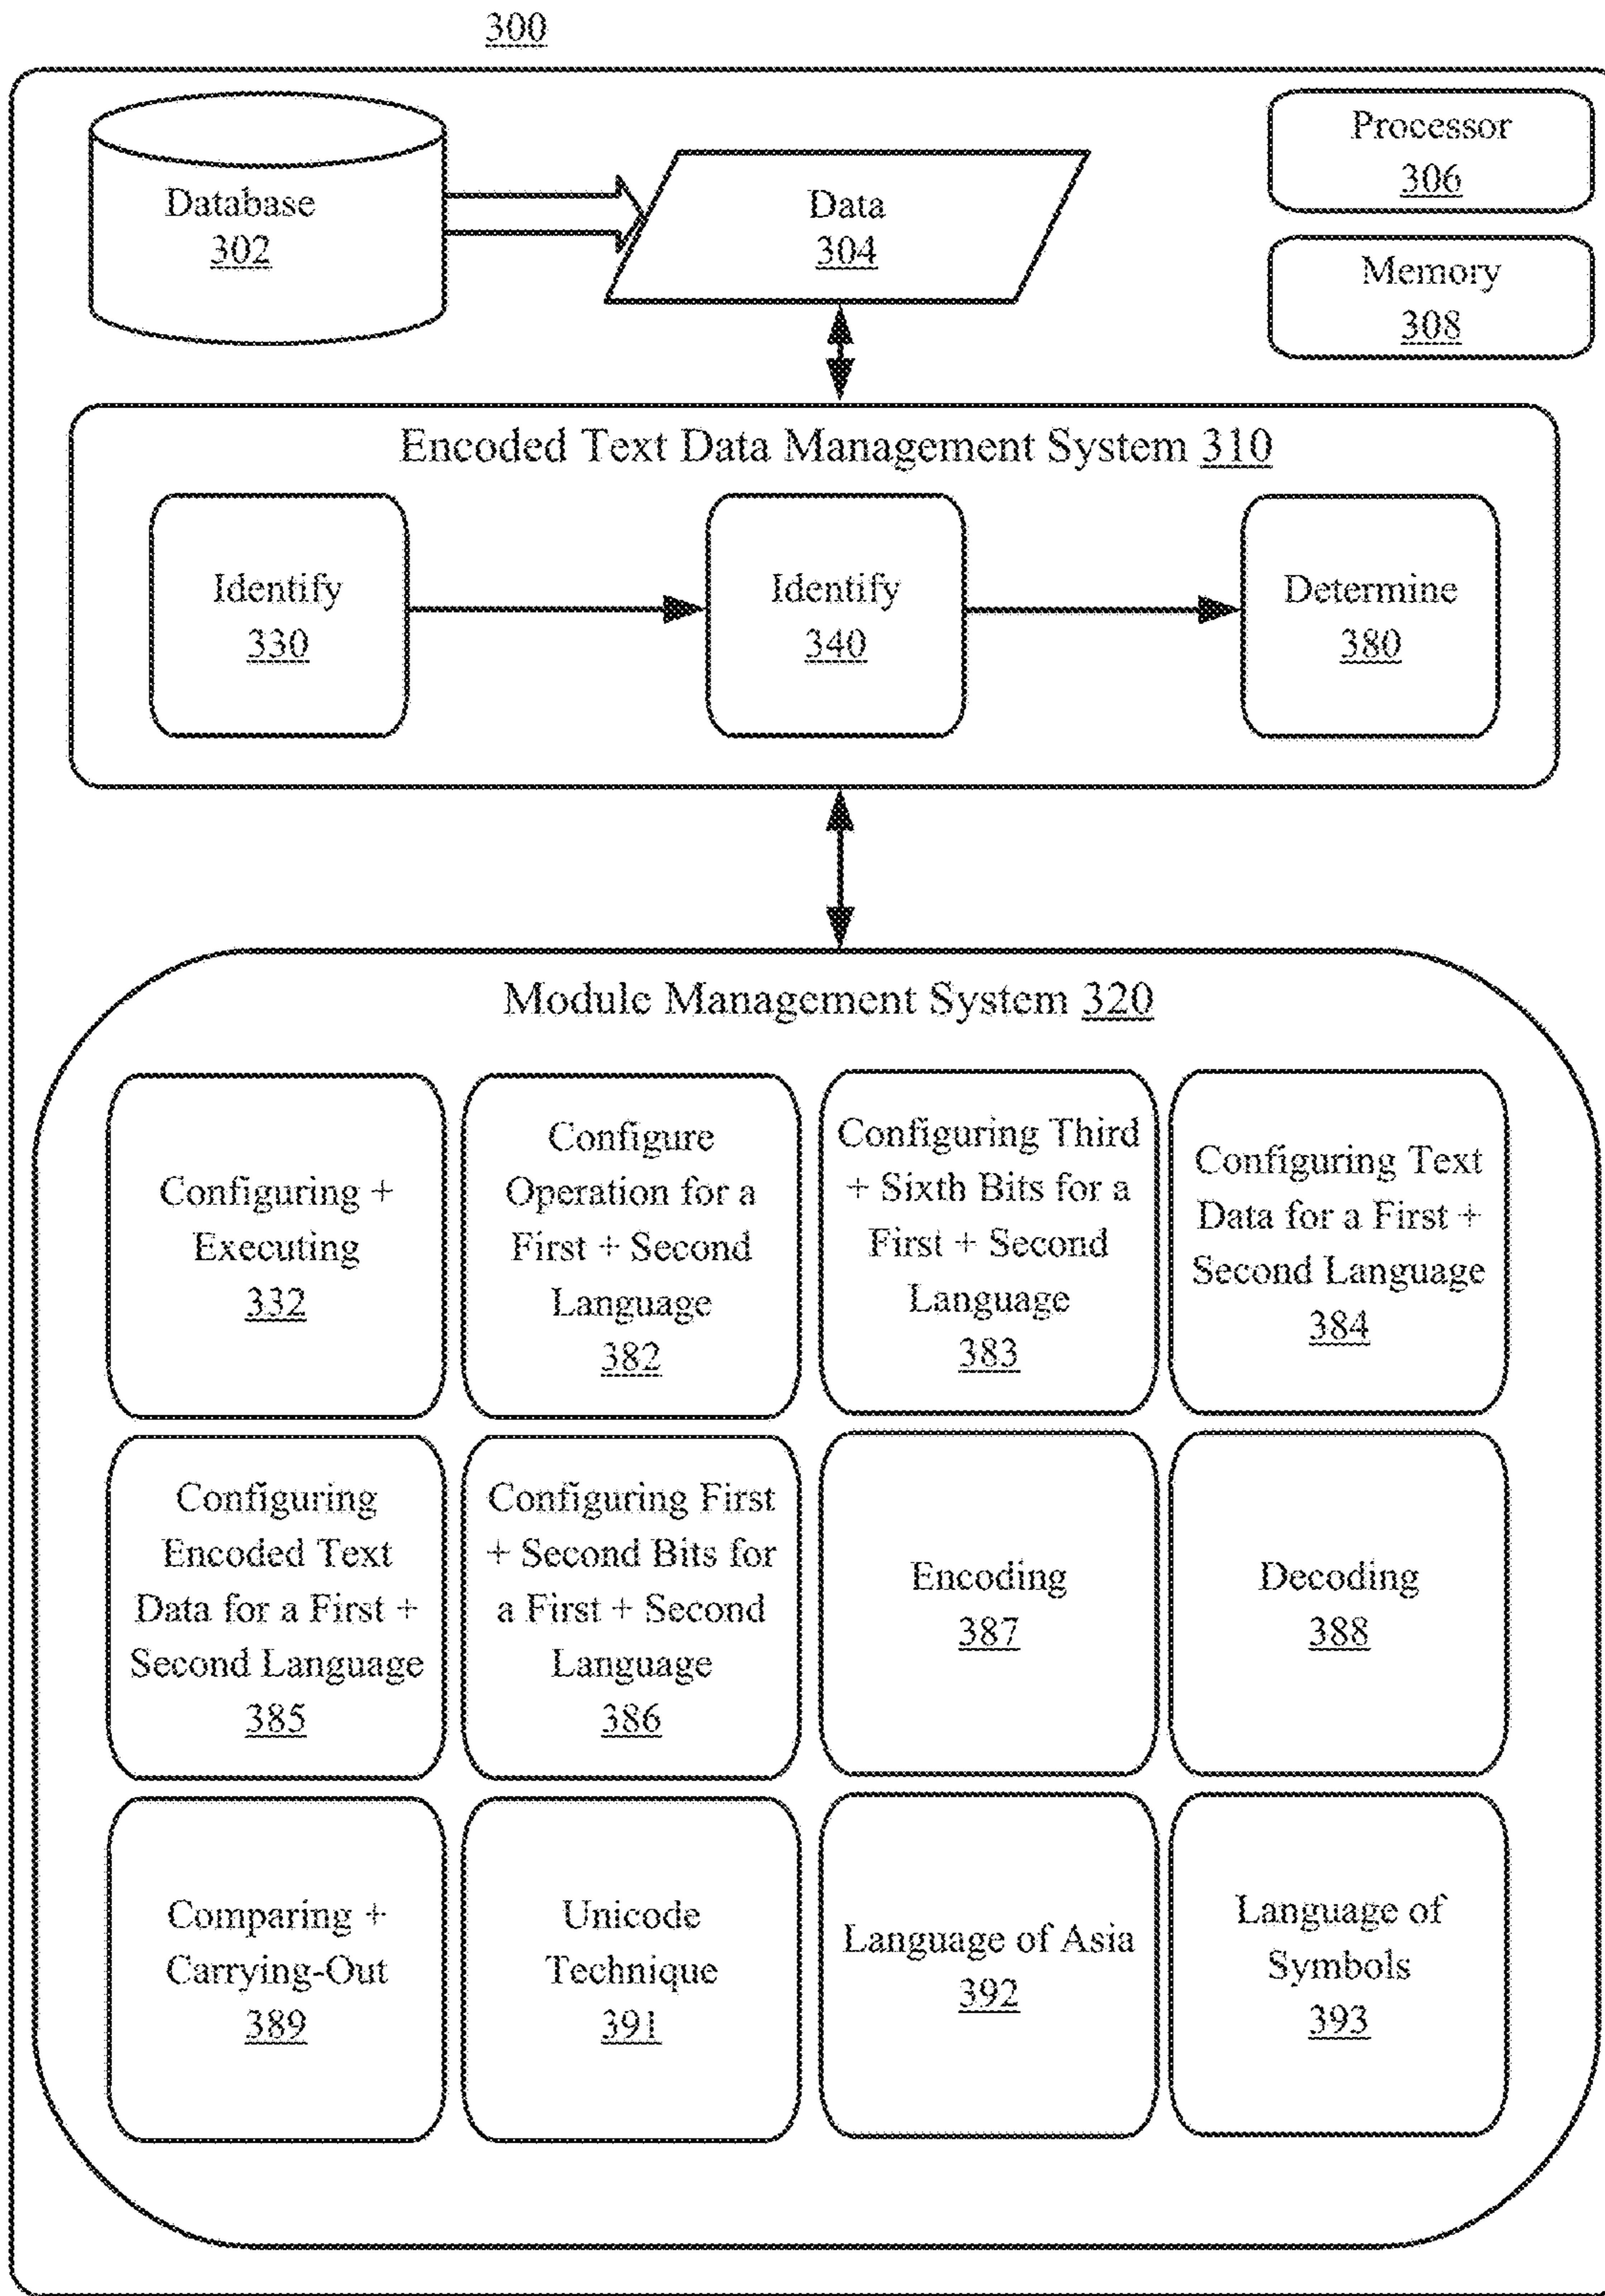 300
Database
302
Data
304
Processor
306
Memory
308
Encoded Text Data Management System 310
Identify
330
Identify
340
Determine
380
Module Management System 320
Configuring +
Executing
332
Configure
Operation for a
First + Second
Language
382
Configuring Third
+ Sixth Bits for a
First + Second
Language
383
Configuring Text
Data for a First +
Second Language
384
Configuring
Encoded Text
Data for a First +
Second Language
385
Configuring First
+ Second Bits for
a First + Second
Language
386
Encoding
387
Decoding
388
Comparing +
Carrying-Out
389
Unicode
Technique
391
Language of Asia
392
Language of
Symbols
393